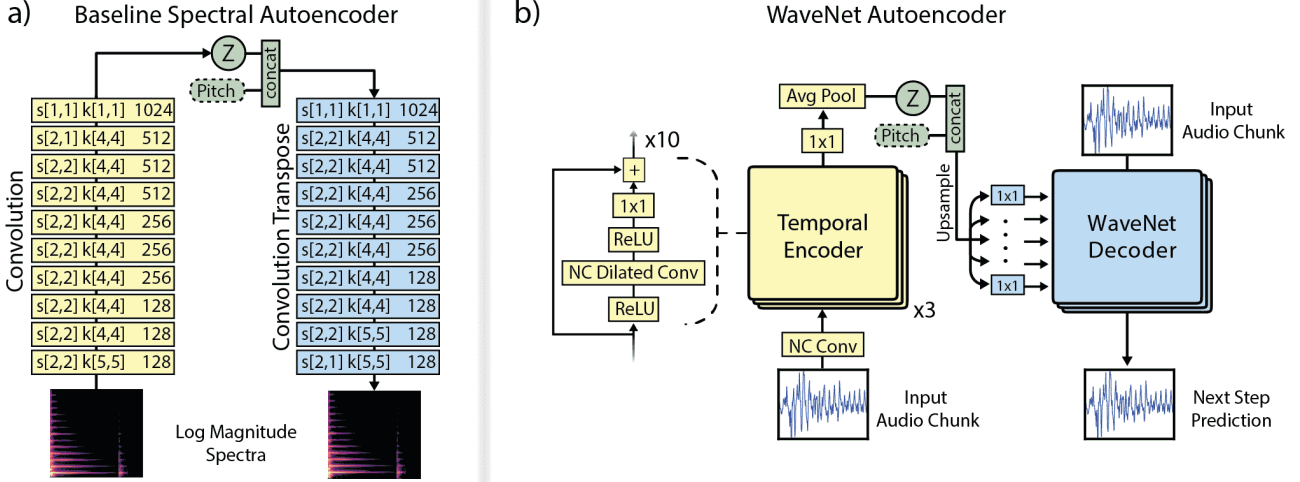 a)
Baseline Spectral Autoencoder
Z
Pitch
concat
Convolution
s[1,1] k[1,1] 1024
s[2,1] k[4,4] 512
s[2,2] k[4,4] 512
s[2,2] k[4,4] 512
s[2,2] k[4,4] 256
s[2,2] k[4,4] 256
s[2,2] k[4,4] 256
s[2,2] k[4,4] 128
s[2,2] k[4,4] 128
s[2,2] k[5,5] 128
Convolution Transpose
s[1,1] k[1,1] 1024
s[2,2] k[4,4] 512
s[2,2] k[4,4] 512
s[2,2] k[4,4] 256
s[2,2] k[4,4] 256
s[2,2] k[4,4] 256
s[2,2] k[4,4] 128
s[2,2] k[4,4] 128
s[2,2] k[5,5] 128
s[2,1] k[5,5] 128
Log Magnitude
Spectra
b)
WaveNet Autoencoder
x10
+
1x1
ReLU
NC Dilated Conv
ReLU
Avg Pool
1x1
Temporal
Encoder
x3
NC Conv
Input
Audio Chunk
Z
Pitch
concat
Upsample
1x1
1x1
Input
Audio Chunk
WaveNet
Decoder
Next Step
Prediction